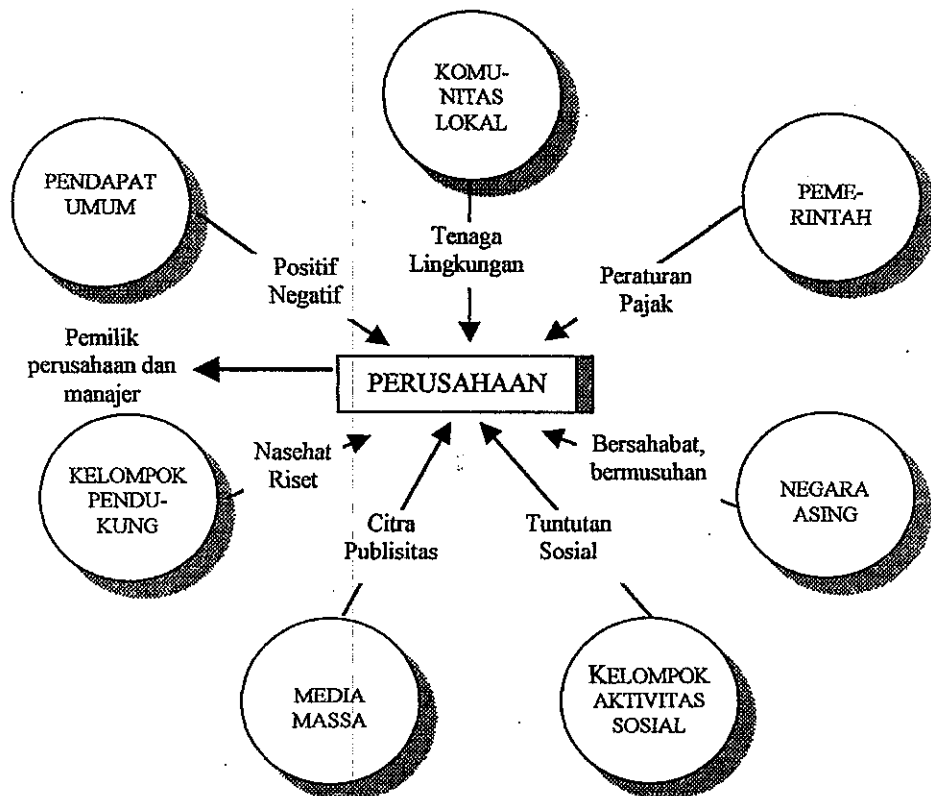 KOMU-
NITAS
LOKAL
PENDAPAT
UMUM
PEME-
RINTAH
Tenaga
Lingkungan
Positif
Negatif
Peraturan
Pajak
Pemilik
perusahaan dan
manajer
PERUSAHAAN
KELOMPOK
PENDU-
KUNG
Nasehat
Riset
Bersahabat,
bermusuhan
NEGARA
ASING
Citra
Publisitas
Tuntutan
Sosial
MEDIA
MASSA
KELOMPOK
AKTIVITAS
SOSIAL